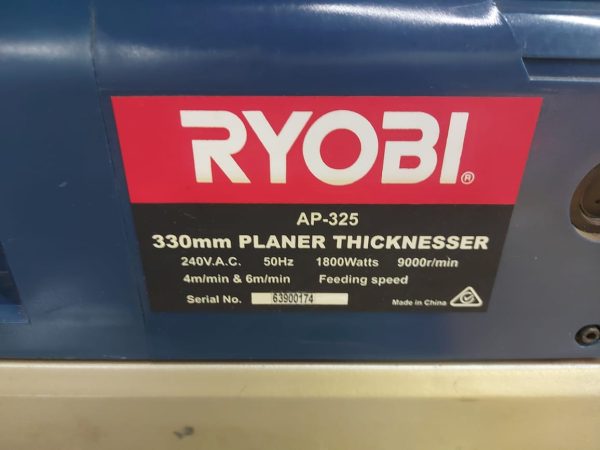 RYOBI®
AP-325
330mm PLANER THICKNESSER
240V.A.C. 50Hz 1800Watts 9000r/min
4m/min & 6m/min Feeding speed
Serial No. 63900174
Made in China